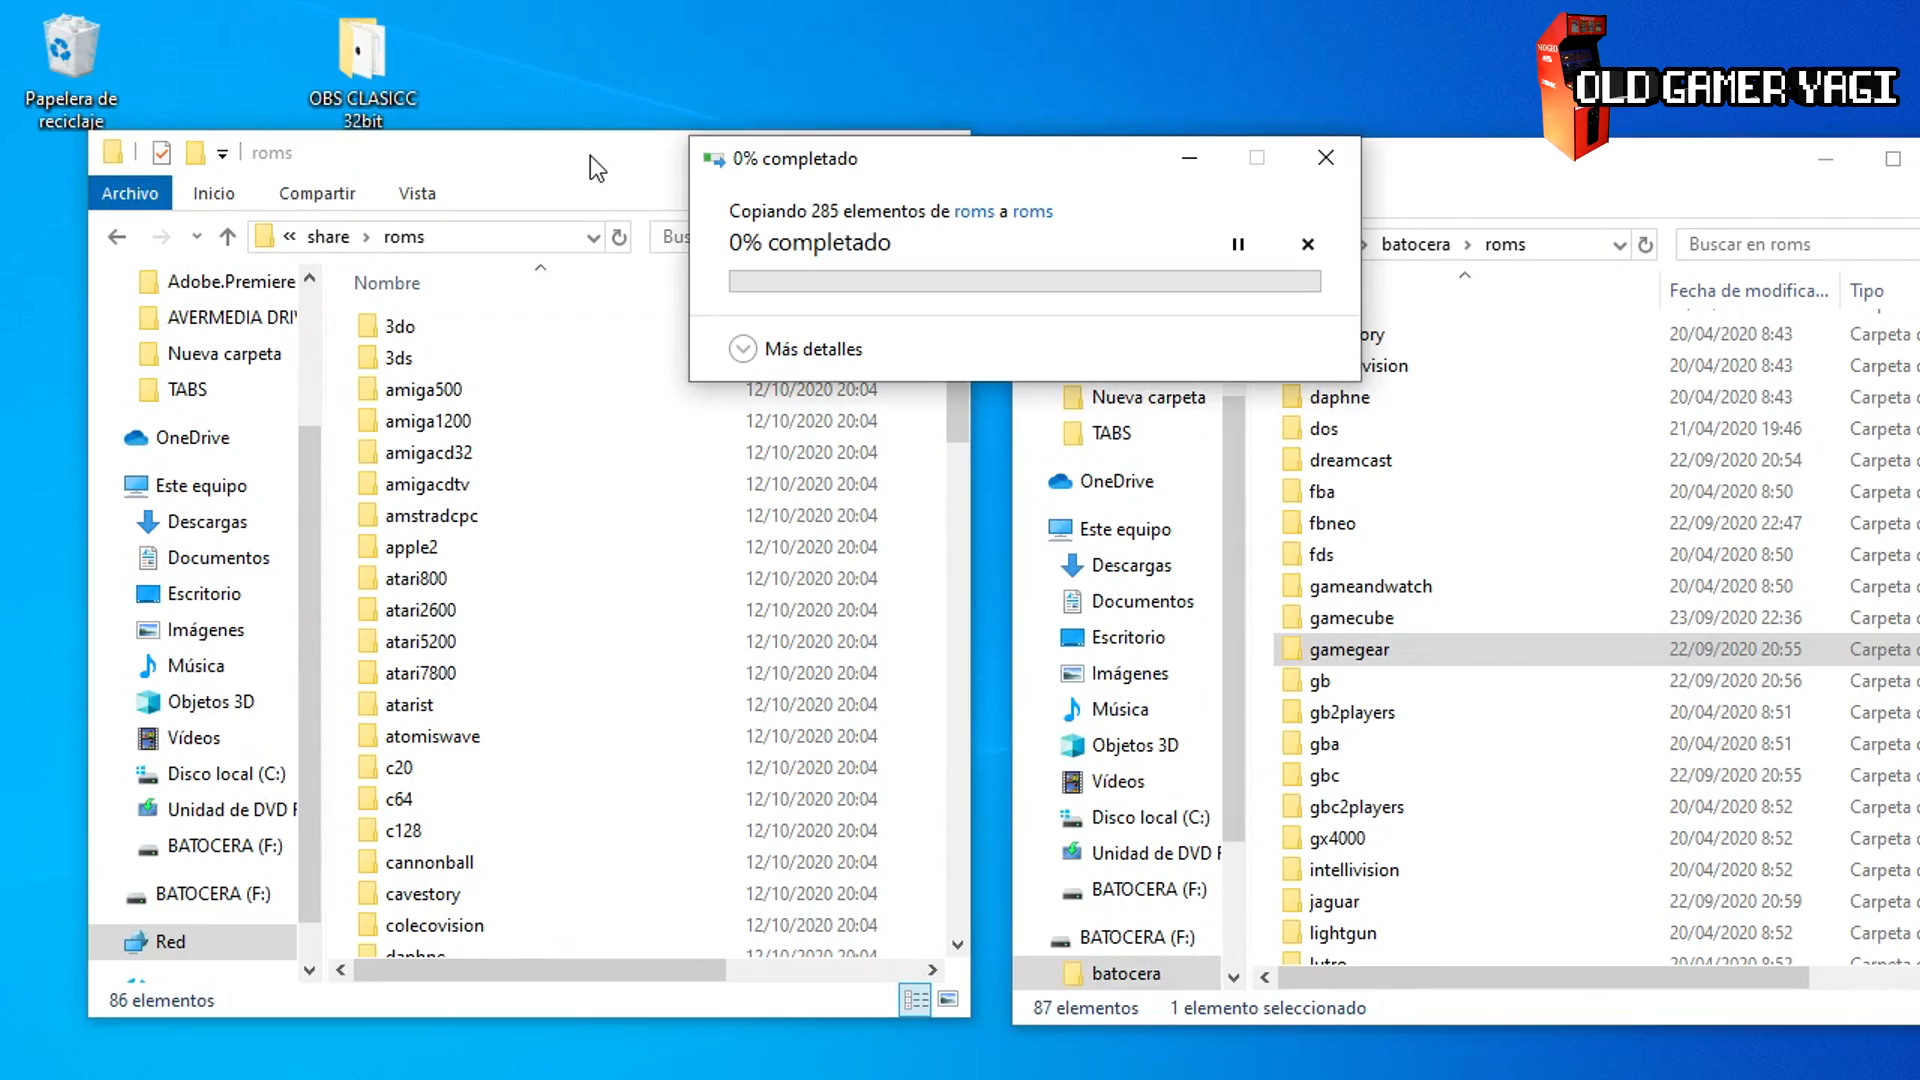 Papelera de
reciclaje
OBS CLASICC
32bit
OLD GAMER YAGI
roms
Archivo Inicio Compartir Vista
share roms
Bus
Adobe.Premiere
AVERMEDIA DRI
Nueva carpeta
TABS
OneDrive
Este equipo
Descargas
Documentos
Escritorio
Imágenes
Música
Objetos 3D
Vídeos
Disco local (C:)
Unidad de DVD
BATOCERA (F:)
BATOCERA (F:)
Red
Nombre
3do
3ds
amiga500 12/10/2020 20:04
amiga1200 12/10/2020 20:04
amigacd32 12/10/2020 20:04
amigacdtv 12/10/2020 20:04
amstradcpc 12/10/2020 20:04
apple2 12/10/2020 20:04
atari800 12/10/2020 20:04
atari2600 12/10/2020 20:04
atari5200 12/10/2020 20:04
atari7800 12/10/2020 20:04
atarist 12/10/2020 20:04
atomiswave 12/10/2020 20:04
c20 12/10/2020 20:04
c64 12/10/2020 20:04
c128 12/10/2020 20:04
cannonball 12/10/2020 20:04
cavestory 12/10/2020 20:04
colecovision 12/10/2020 20:04
daphne 12/10/2020 20:04
86 elementos
0% completado
Copiando 285 elementos de roms a roms
0% completado
Más detalles
batocera roms
Buscar en roms
Fecha de modifica... Tipo
Nueva carpeta
TABS
OneDrive
Este equipo
Descargas
Documentos
Escritorio
Imágenes
Música
Objetos 3D
Vídeos
Disco local (C:)
Unidad de DVD
BATOCERA (F:)
BATOCERA (F:)
batocera
ory 20/04/2020 8:43 Carpeta
vision 20/04/2020 8:43 Carpeta
daphne 20/04/2020 8:43 Carpeta
dos 21/04/2020 19:46 Carpeta
dreamcast 22/09/2020 20:54 Carpeta
fba 20/04/2020 8:50 Carpeta
fbneo 22/09/2020 22:47 Carpeta
fds 20/04/2020 8:50 Carpeta
gameandwatch 20/04/2020 8:50 Carpeta
gamecube 23/09/2020 22:36 Carpeta
gamegear 22/09/2020 20:55 Carpeta
gb 22/09/2020 20:56 Carpeta
gb2players 20/04/2020 8:51 Carpeta
gba 20/04/2020 8:51 Carpeta
gbc 22/09/2020 20:55 Carpeta
gbc2players 20/04/2020 8:52 Carpeta
gx4000 20/04/2020 8:52 Carpeta
intellivision 20/04/2020 8:52 Carpeta
jaguar 22/09/2020 20:59 Carpeta
lightgun 20/04/2020 8:52 Carpeta
lutro 20/04/2020 8:52 Carpeta
87 elementos 1 elemento seleccionado